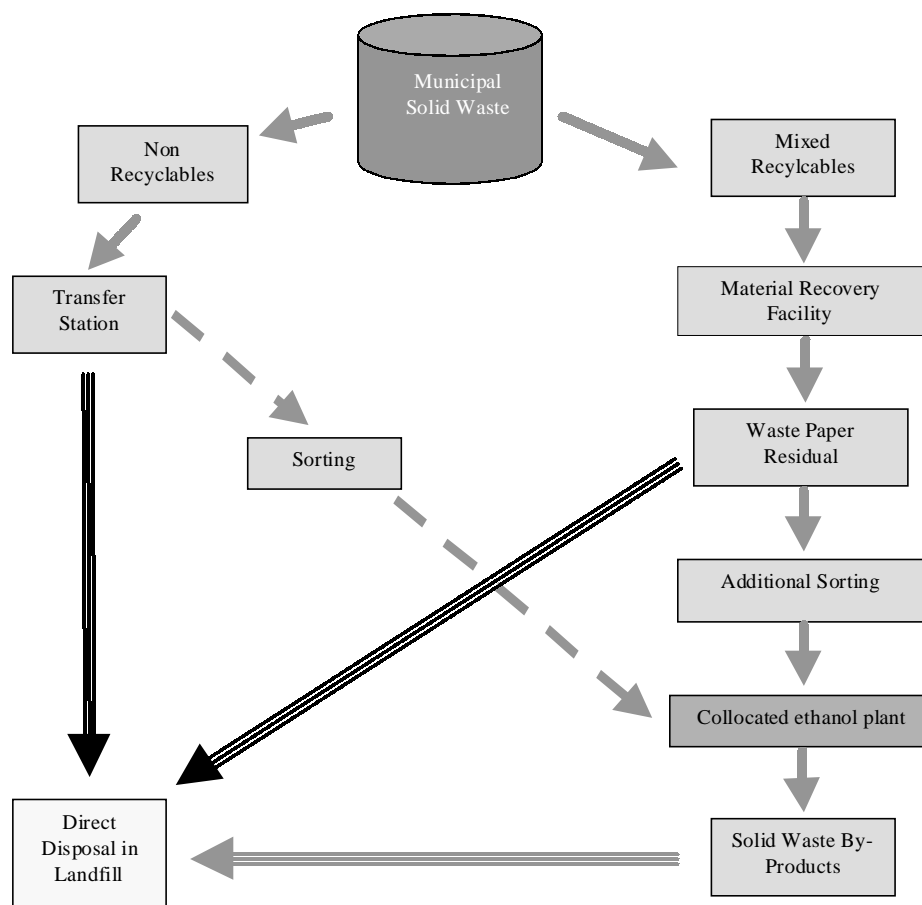 Municipal
Solid Waste
Non
Recyclables
Mixed
Recylcables
Transfer
Station
Material Recovery
Facility
Sorting
Waste Paper
Residual
Additional Sorting
Collocated ethanol plant
Direct
Disposal in
Landfill
Solid Waste By-
Products